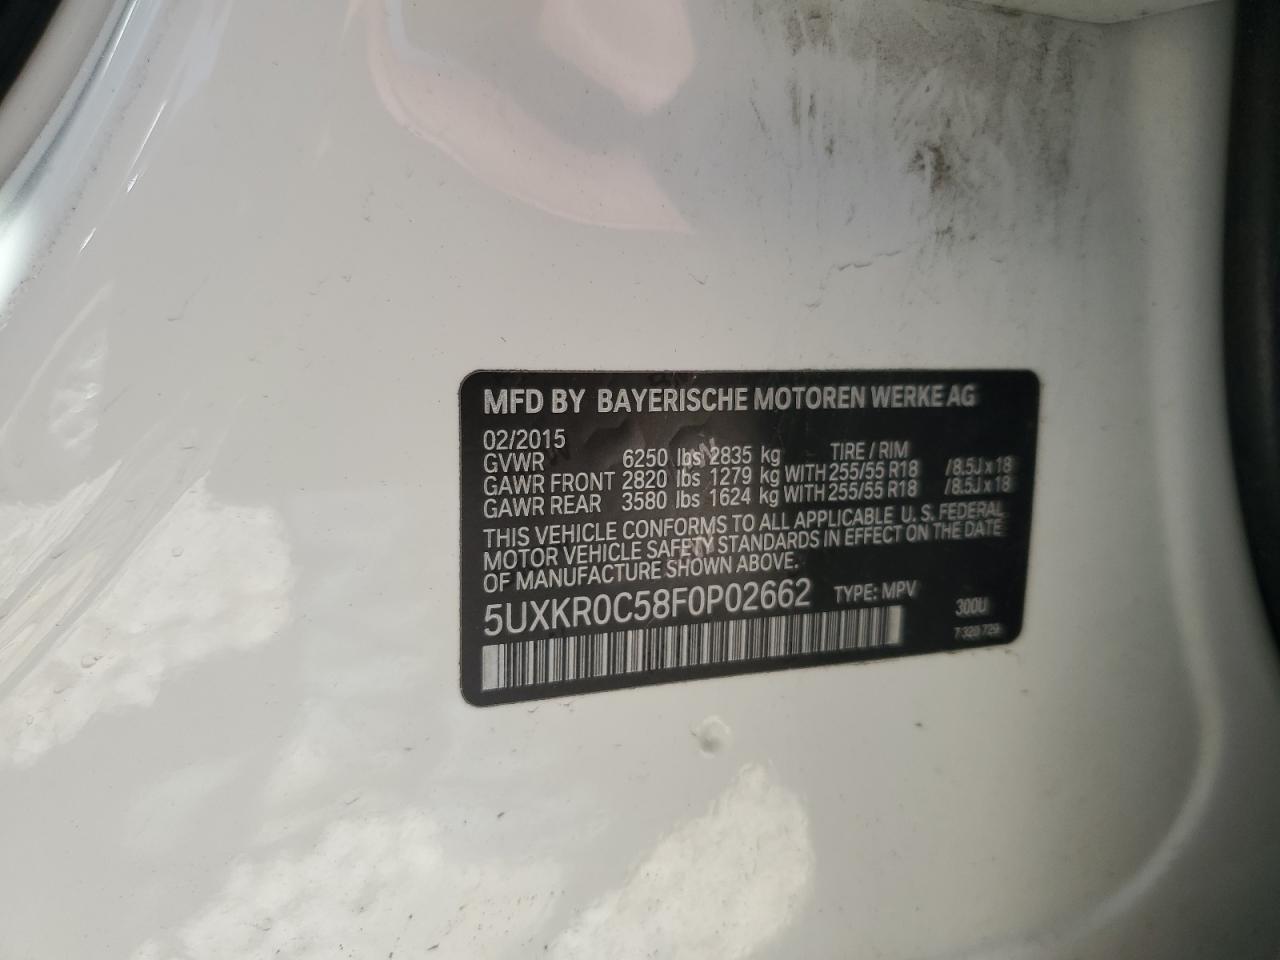 MFD BY BAYERISCHE MOTOREN WERKE AG
02/2015
GVWR 6250 lbs 2835 kg TIRE / RIM
GAWR FRONT 2820 lbs 1279 kg WITH 255/55 R18 /8.5J x 18
GAWR REAR 3580 lbs 1624 kg WITH 255/55 R18 /8.5J x 18
THIS VEHICLE CONFORMS TO ALL APPLICABLE U. S. FEDERAL
MOTOR VEHICLE SAFETY STANDARDS IN EFFECT ON THE DATE
OF MANUFACTURE SHOWN ABOVE.
5UXKR0C58F0P02662 TYPE: MPV
300U
7 320 729